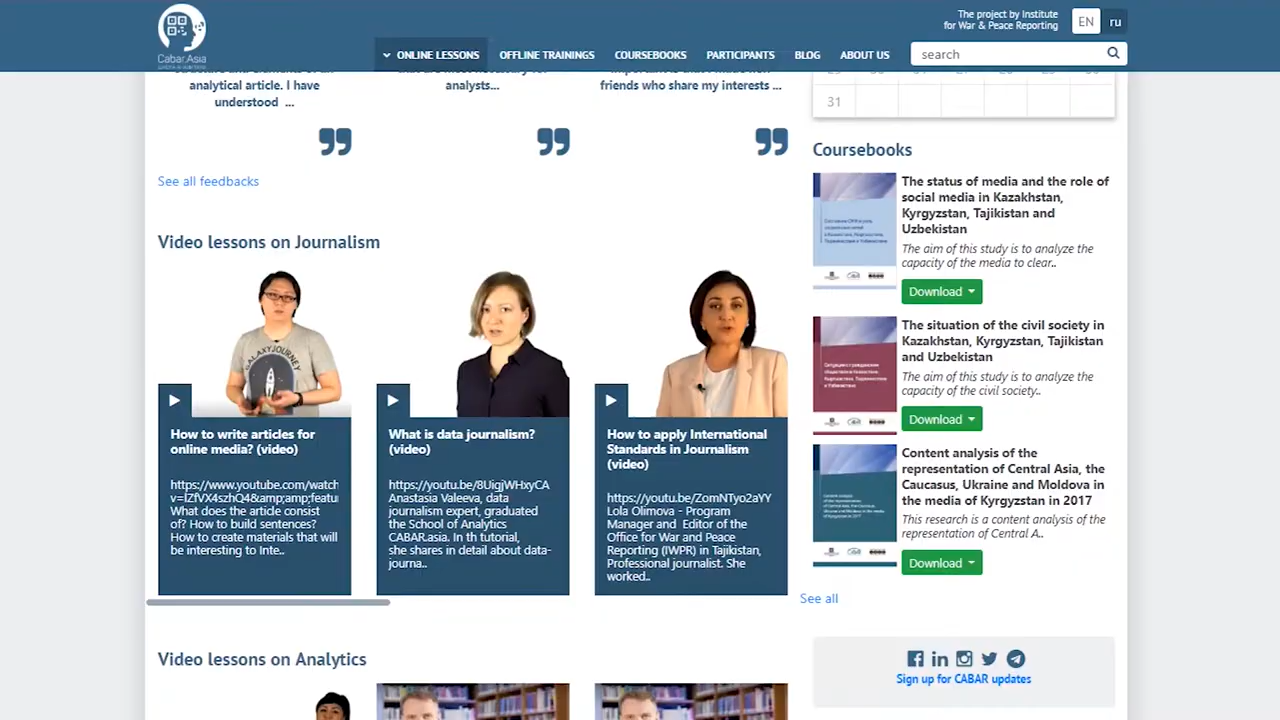 Cabar.Asia
The project by Institute
for War & Peace Reporting
EN
ru
ONLINE LESSONS
OFFLINE TRAININGS
COURSEBOOKS
PARTICIPANTS
BLOG
ABOUT US
search
analytical article. I have
understood ...
analysts...
friends who share my interests ...
See all feedbacks
31
Video lessons on Journalism
GALAXYJOURNEY
How to write articles for
online media? (video)
https://www.youtube.com/watch
v=IZfVX4szhQ4&amp;amp;featu
What does the article consist
of? How to build sentences?
How to create materials that will
be interesting to Inte..
What is data journalism?
(video)
https://youtu.be/8UigjWHxyCA
Anastasia Valeeva, data
journalism expert, graduated
the School of Analytics
CABAR.asia. In th tutorial,
she shares in detail about data-
journa..
How to apply International
Standards in Journalism
(video)
https://youtu.be/ZomNTyo2aYY
Lola Olimova - Program
Manager and Editor of the
Office for War and Peace
Reporting (IWPR) in Tajikistan,
Professional journalist. She
worked..
Video lessons on Analytics
Coursebooks
The status of media and the role of
social media in Kazakhstan,
Kyrgyzstan, Tajikistan and
Uzbekistan
The aim of this study is to analyze the
capacity of the media to clear..
Download
The situation of the civil society in
Kazakhstan, Kyrgyzstan, Tajikistan
and Uzbekistan
The aim of this study is to analyze the
capacity of the civil society..
Download
Content analysis of the
representation of Central Asia, the
Caucasus, Ukraine and Moldova in
the media of Kyrgyzstan in 2017
This research is a content analysis of the
representation of Central A..
Download
See all
Sign up for CABAR updates